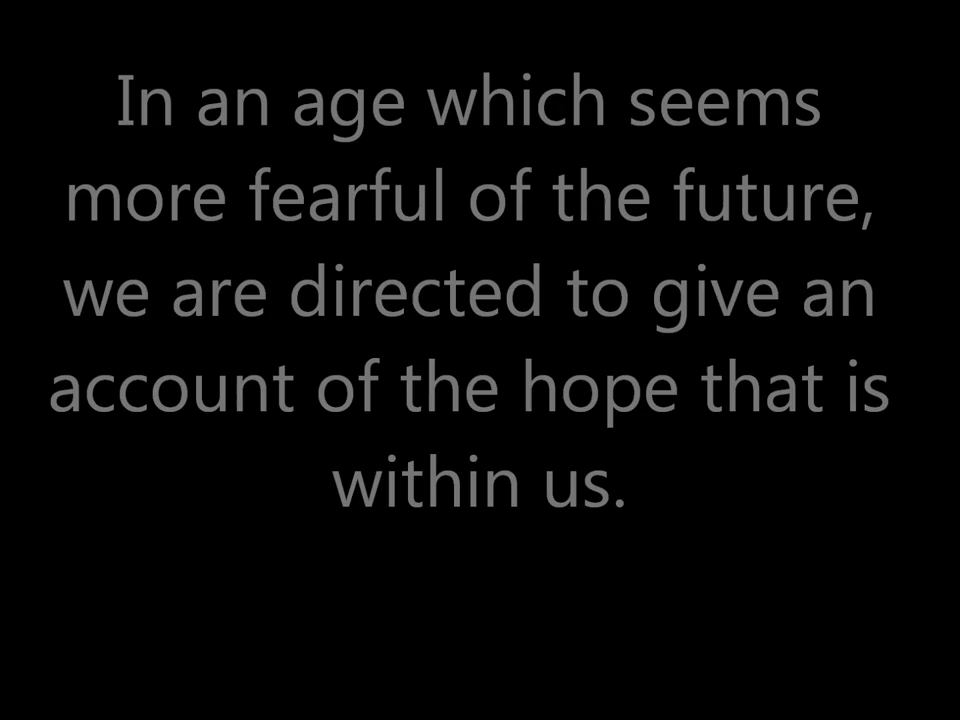 In an age which seems
more fearful of the future,
we are directed to give an
account of the hope that is
within us.